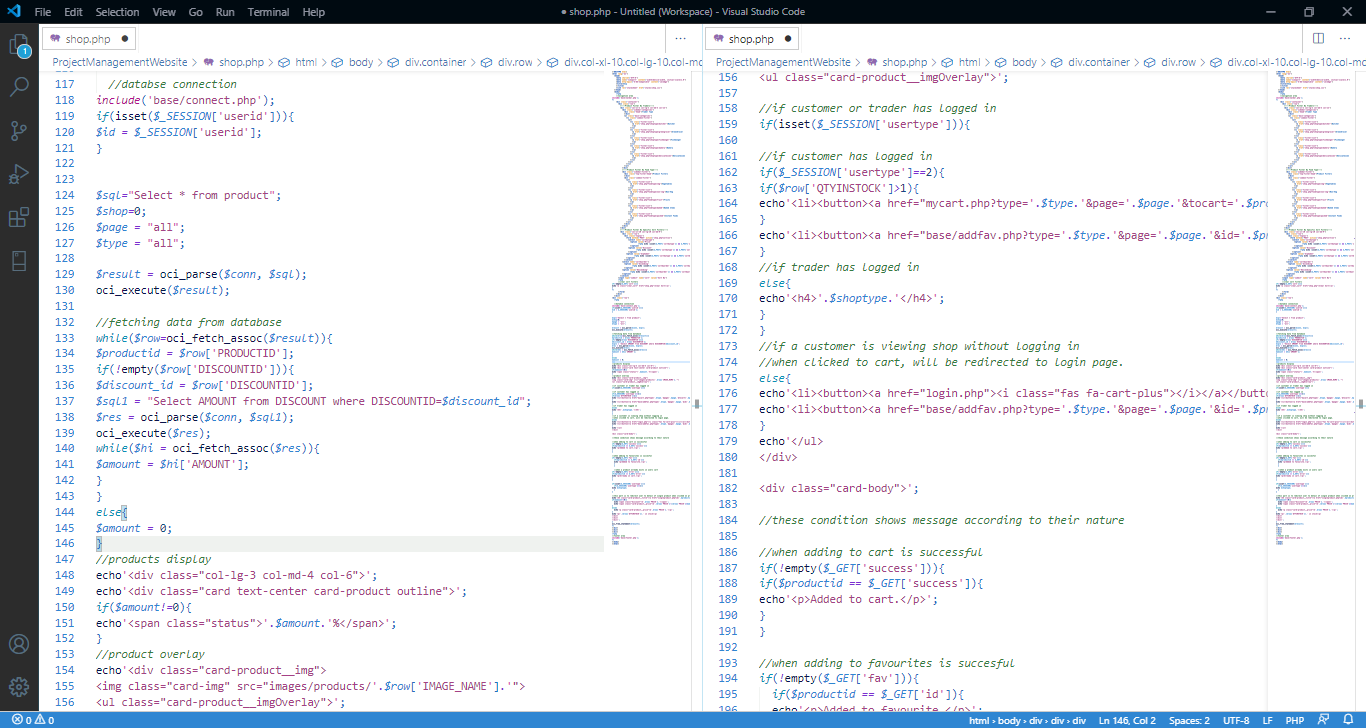 File Edit Selection View Go Run Terminal Help
● shop.php - Untitled (Workspace) - Visual Studio Code
shop.php ●
ProjectManagementWebsite > shop.php > html > body > div.container > div.row > div.col-xl-10.col-lg-10.col-mo
117 //databse connection
118 include('base/connect.php');
119 if(isset($_SESSION['userid'])){
120 $id = $_SESSION['userid'];
121 }
122
123
124 $sql="Select * from product";
125 $shop=0;
126 $page = "all";
127 $type = "all";
128
129 $result = oci_parse($conn, $sql);
130 oci_execute($result);
131
132 //fetching data from database
133 while($row=oci_fetch_assoc($result)){
134 $productid = $row['PRODUCTID'];
135 if(!empty($row['DISCOUNTID'])){
136 $discount_id = $row['DISCOUNTID'];
137 $sql1 = "Select AMOUNT from DISCOUNT where DISCOUNTID=$discount_id";
138 $res = oci_parse($conn, $sql1);
139 oci_execute($res);
140 while($hi = oci_fetch_assoc($res)){
141 $amount = $hi['AMOUNT'];
142 }
143 }
144 else{
145 $amount = 0;
146 }
147 //products display
148 echo'<div class="col-lg-3 col-md-4 col-6">';
149 echo'<div class="card text-center card-product outline">';
150 if($amount!=0){
151 echo'<span class="status">'.$amount.'%</span>';
152 }
153 //product overlay
154 echo'<div class="card-product__img">
155 <img class="card-img" src="images/products/'.$row['IMAGE_NAME'].'">
156 <ul class="card-product__imgOverlay">';
shop.php ●
ProjectManagementWebsite > shop.php > html > body > div.container > div.row > div.col-xl-10.col-lg-10.col-mo
156 <ul class="card-product__imgOverlay">';
157
158 //if customer or trader has logged in
159 if(isset($_SESSION['usertype'])){
160
161 //if customer has logged in
162 if($_SESSION['usertype']==2){
163 if($row['QTYINSTOCK']>1){
164 echo'<li><button><a href="mycart.php?type='.$type.'&page='.$page.'&tocart='.$pro
165 }
166 echo'<li><button><a href="base/addfav.php?type='.$type.'&page='.$page.'&id='.$pr
167 }
168 //if trader has logged in
169 else{
170 echo'<h4>'.$shoptype.'</h4>';
171 }
172 }
173 //if a customer is viewing shop without logging in
174 //when clicked to cart, will be redirected to login page.
175 else{
176 echo'<li><button><a href="login.php"><i class="fas fa-cart-plus"></i></a></butto
177 echo'<li><button><a href="base/addfav.php?type='.$type.'&page='.$page.'&id='.$pr
178 }
179 echo'</ul>
180 </div>
181
182 <div class="card-body">';
183
184 //these condition shows message according to their nature
185
186 //when adding to cart is successful
187 if(!empty($_GET['success'])){
188 if($productid == $_GET['success']){
189 echo'<p>Added to cart.</p>';
190 }
191 }
192
193 //when adding to favourites is succesful
194 if(!empty($_GET['fav'])){
195 if($productid == $_GET['id']){
196 echo'<p>Added to favourite.</p>';
1
0 0
html › body › div › div › div Ln 146, Col 2 Spaces: 2 UTF-8 LF PHP